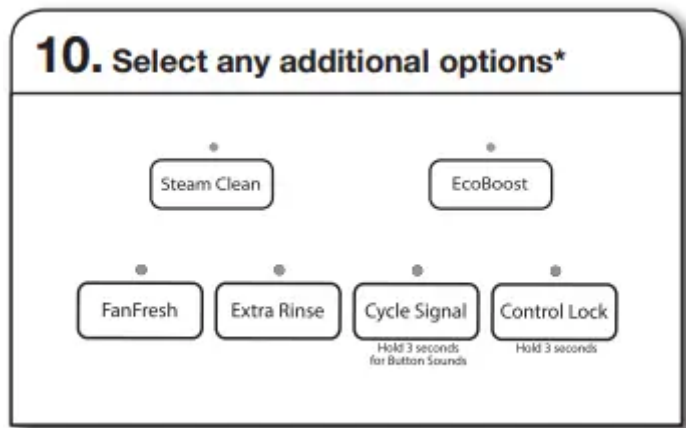 10. Select any additional options*
Steam Clean
EcoBoost
FanFresh
Extra Rinse
Cycle Signal
Control Lock
Hold 3 seconds
for Button Sounds
Hold 3 seconds